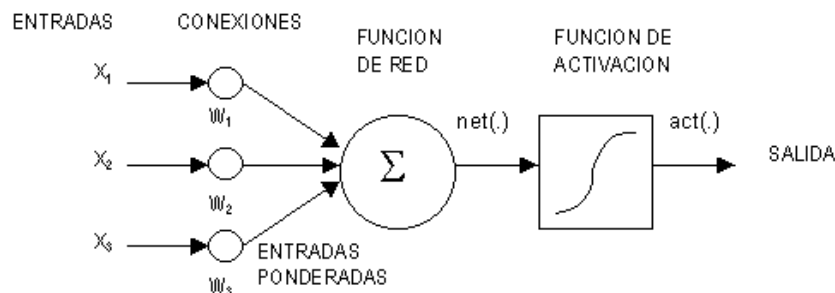 ENTRADAS
CONEXIONES
FUNCION
DE RED
FUNCION DE
ACTIVACION
X1
W1
X2
W2
X3
W3
Σ
net(.)
act(.)
SALIDA
ENTRADAS
PONDERADAS